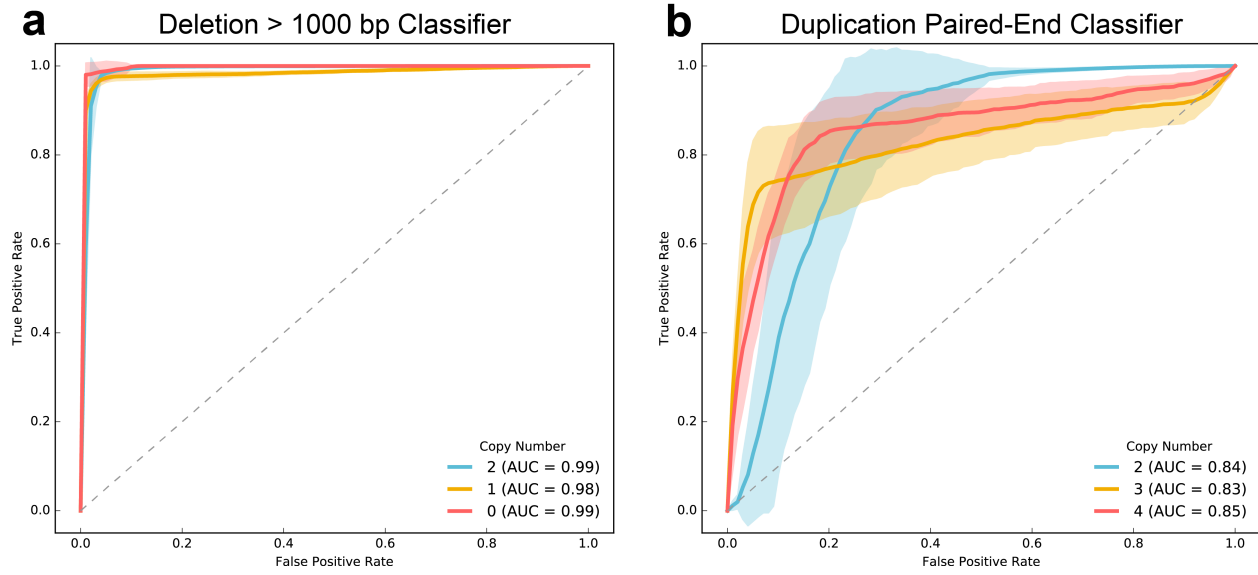 a
Deletion > 1000 bp Classifier
1.0
0.8
0.6
0.4
0.2
0.0
True Positive Rate
0.0 0.2 0.4 0.6 0.8 1.0
False Positive Rate
Copy Number
2 (AUC = 0.99)
1 (AUC = 0.98)
0 (AUC = 0.99)
b
Duplication Paired-End Classifier
1.0
0.8
0.6
0.4
0.2
0.0
True Positive Rate
0.0 0.2 0.4 0.6 0.8 1.0
False Positive Rate
Copy Number
2 (AUC = 0.84)
3 (AUC = 0.83)
4 (AUC = 0.85)